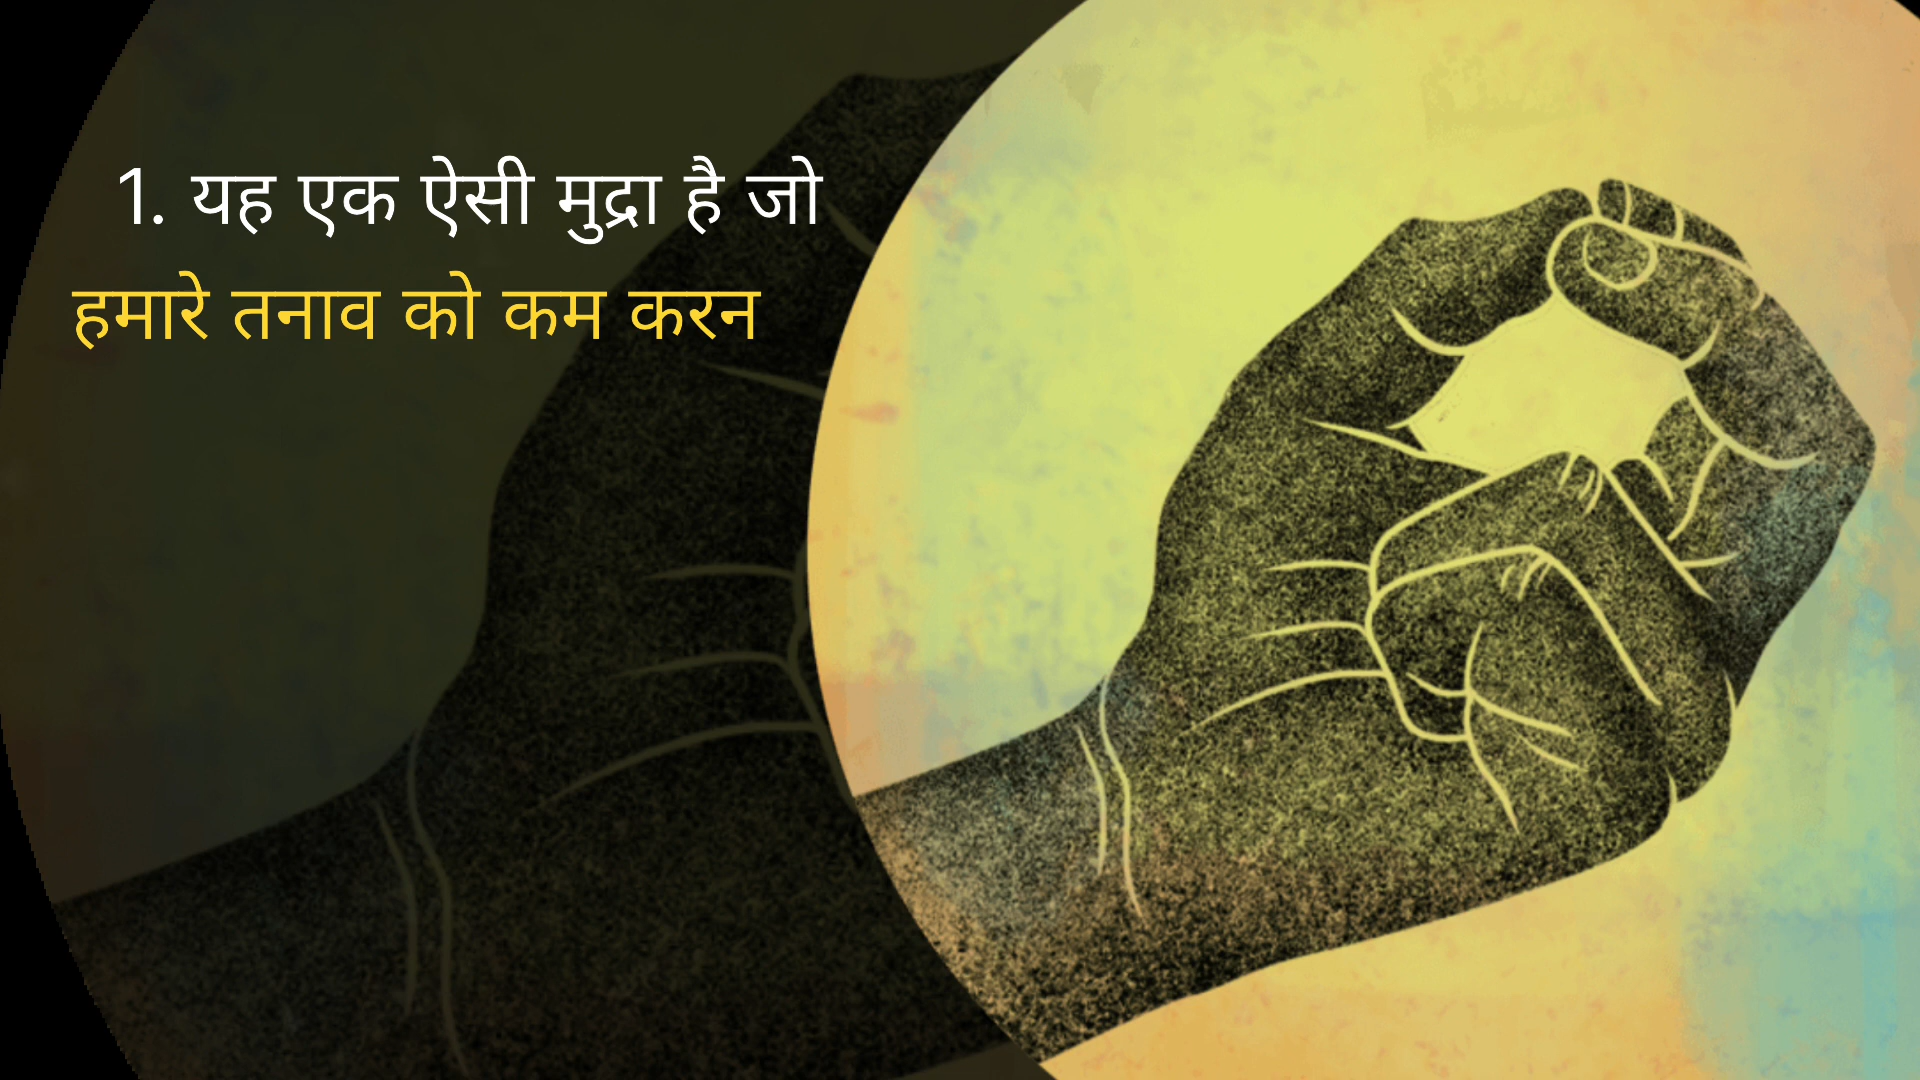 1. यह एक ऐसी मुद्रा है जो
हमारे तनाव को कम करन